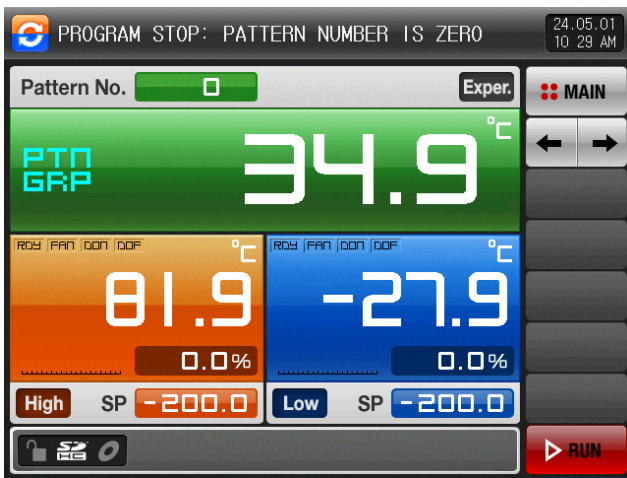 PROGRAM STOP: PATTERN NUMBER IS ZERO
24.05.01
10 29 AM
Pattern No. 0 Exper.
MAIN
PTN
GRP
34.9 °C
RDY FAN DON DOF °C
81.9
0.0%
RDY FAN DON DOF °C
-27.9
0.0%
High SP -200.0
Low SP -200.0
SD HC
RUN